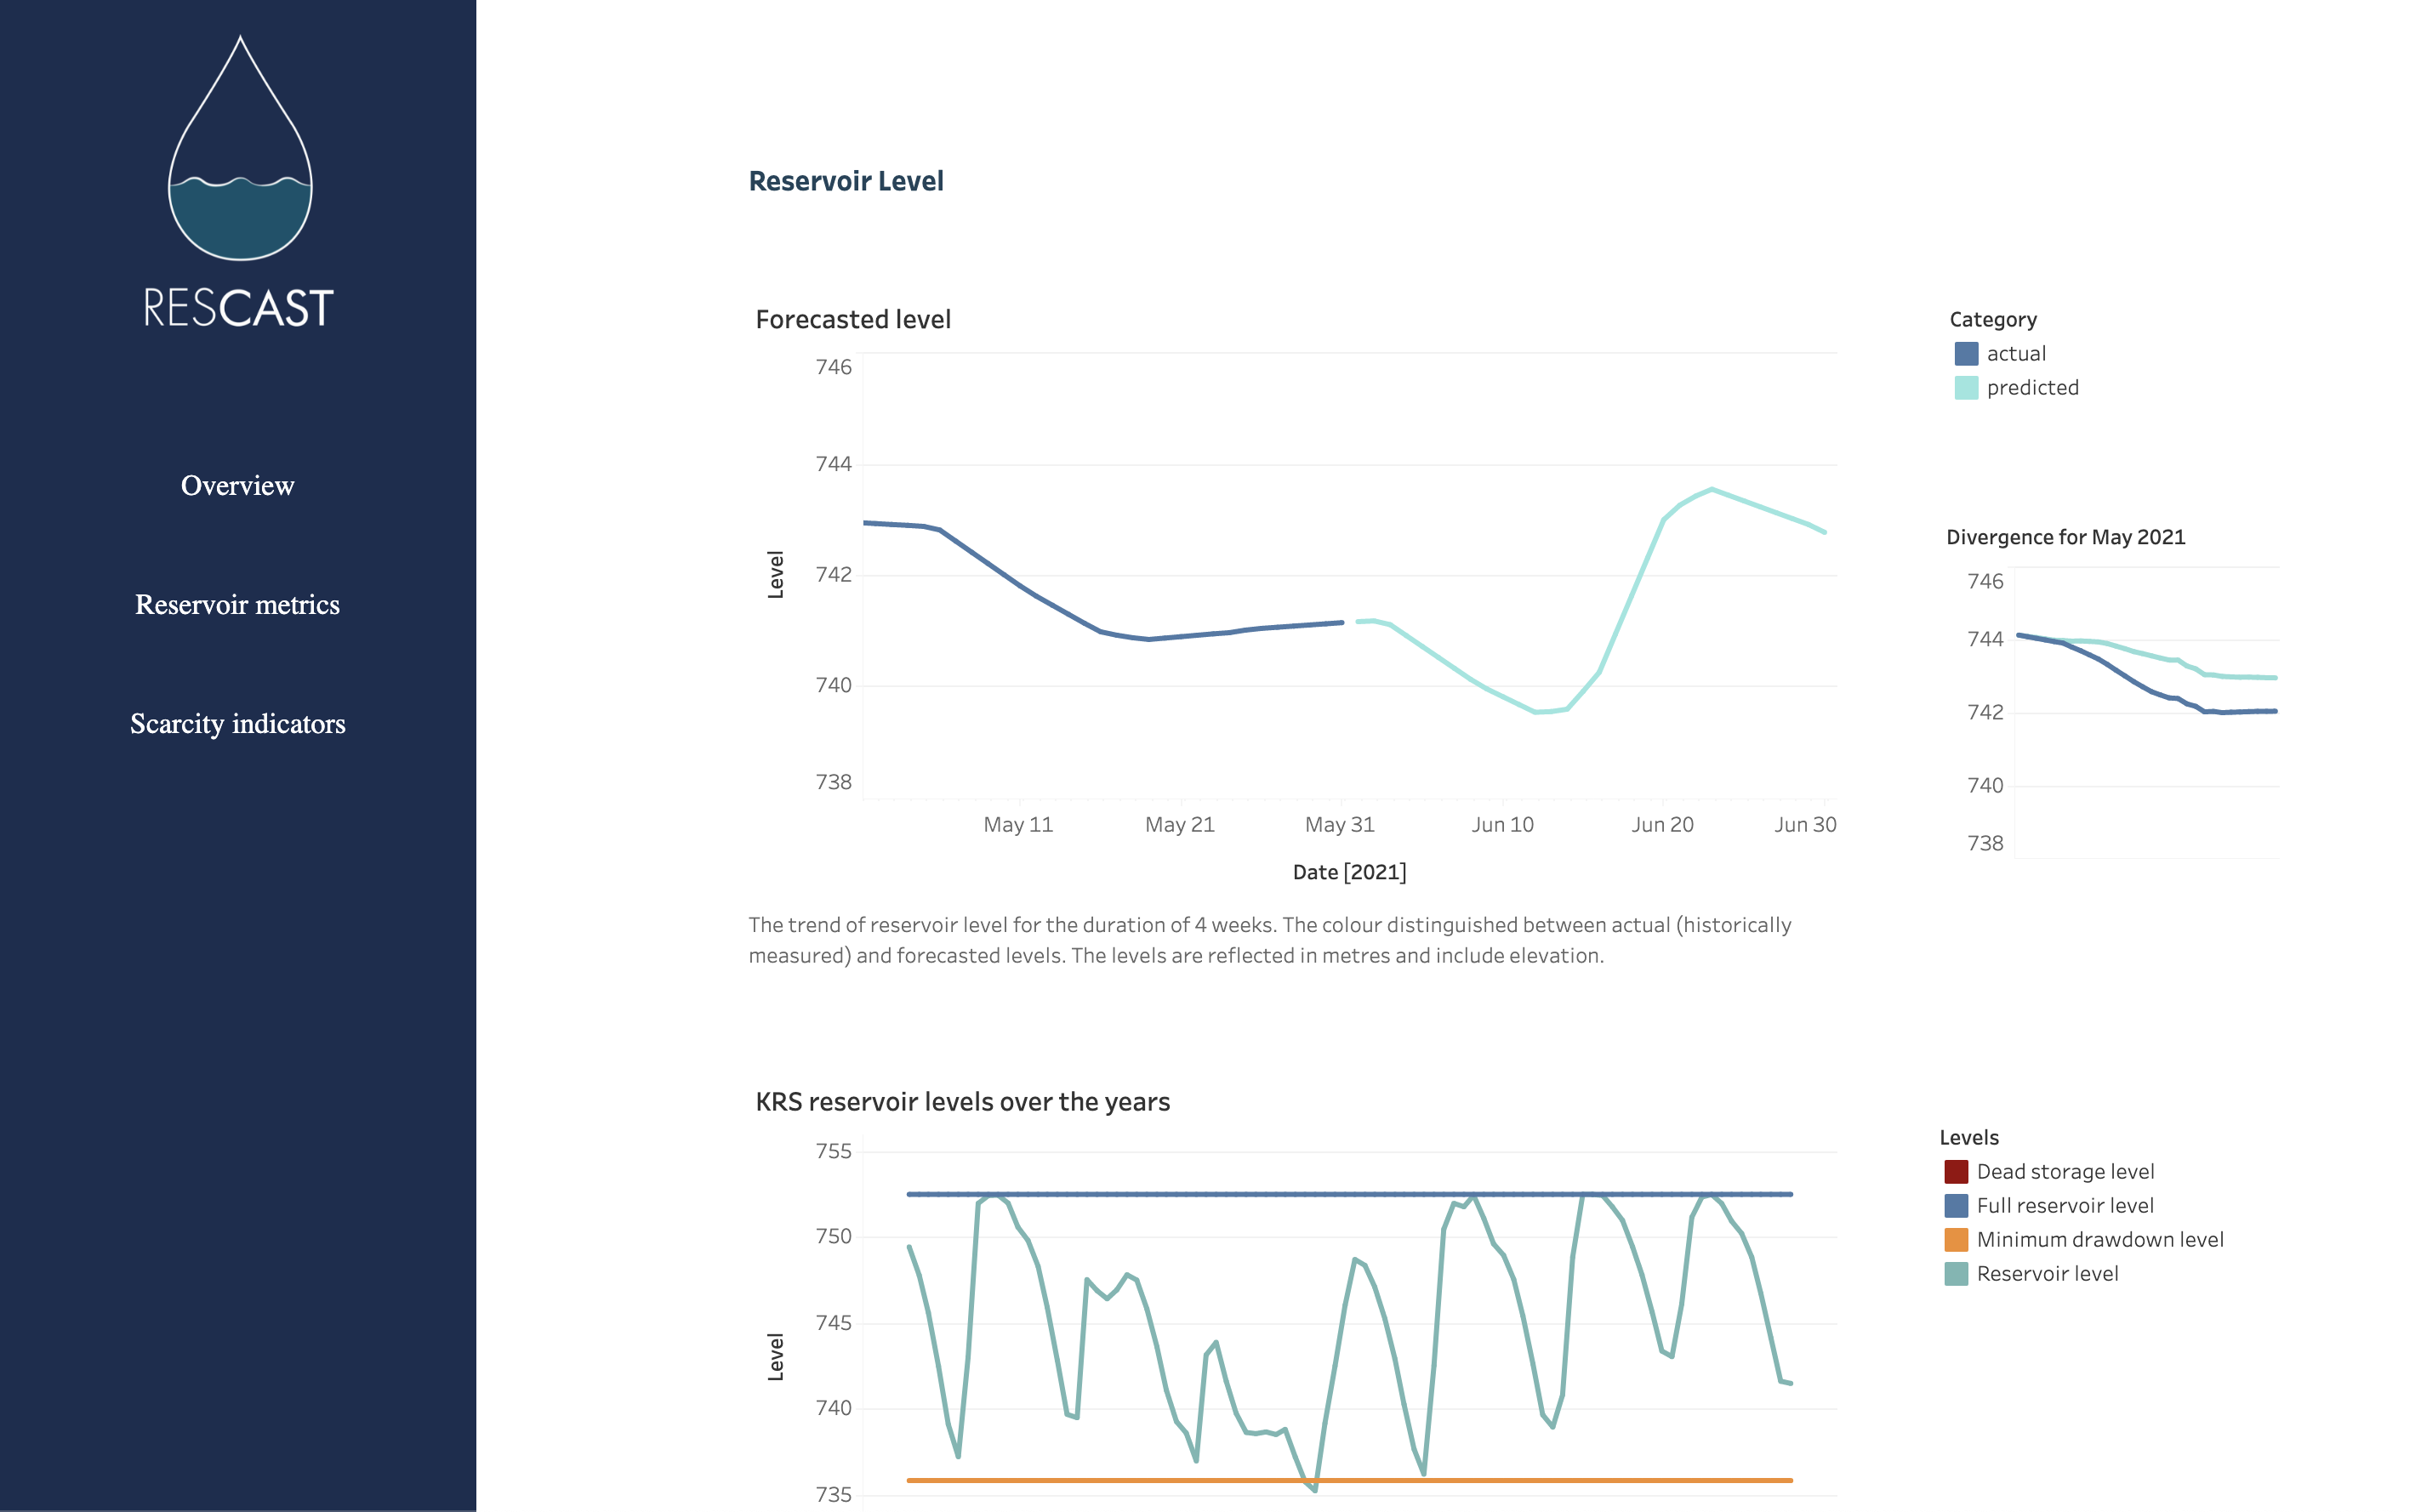 RESCAST
Overview
Reservoir metrics
Scarcity indicators
Reservoir Level
Forecasted level
746
744
742
740
738
Level
May 11
May 21
May 31
Jun 10
Jun 20
Jun 30
Date [2021]
The trend of reservoir level for the duration of 4 weeks. The colour distinguished between actual (historically
measured) and forecasted levels. The levels are reflected in metres and include elevation.
Category
actual
predicted
Divergence for May 2021
746
744
742
740
738
KRS reservoir levels over the years
755
750
745
740
735
Level
Levels
Dead storage level
Full reservoir level
Minimum drawdown level
Reservoir level